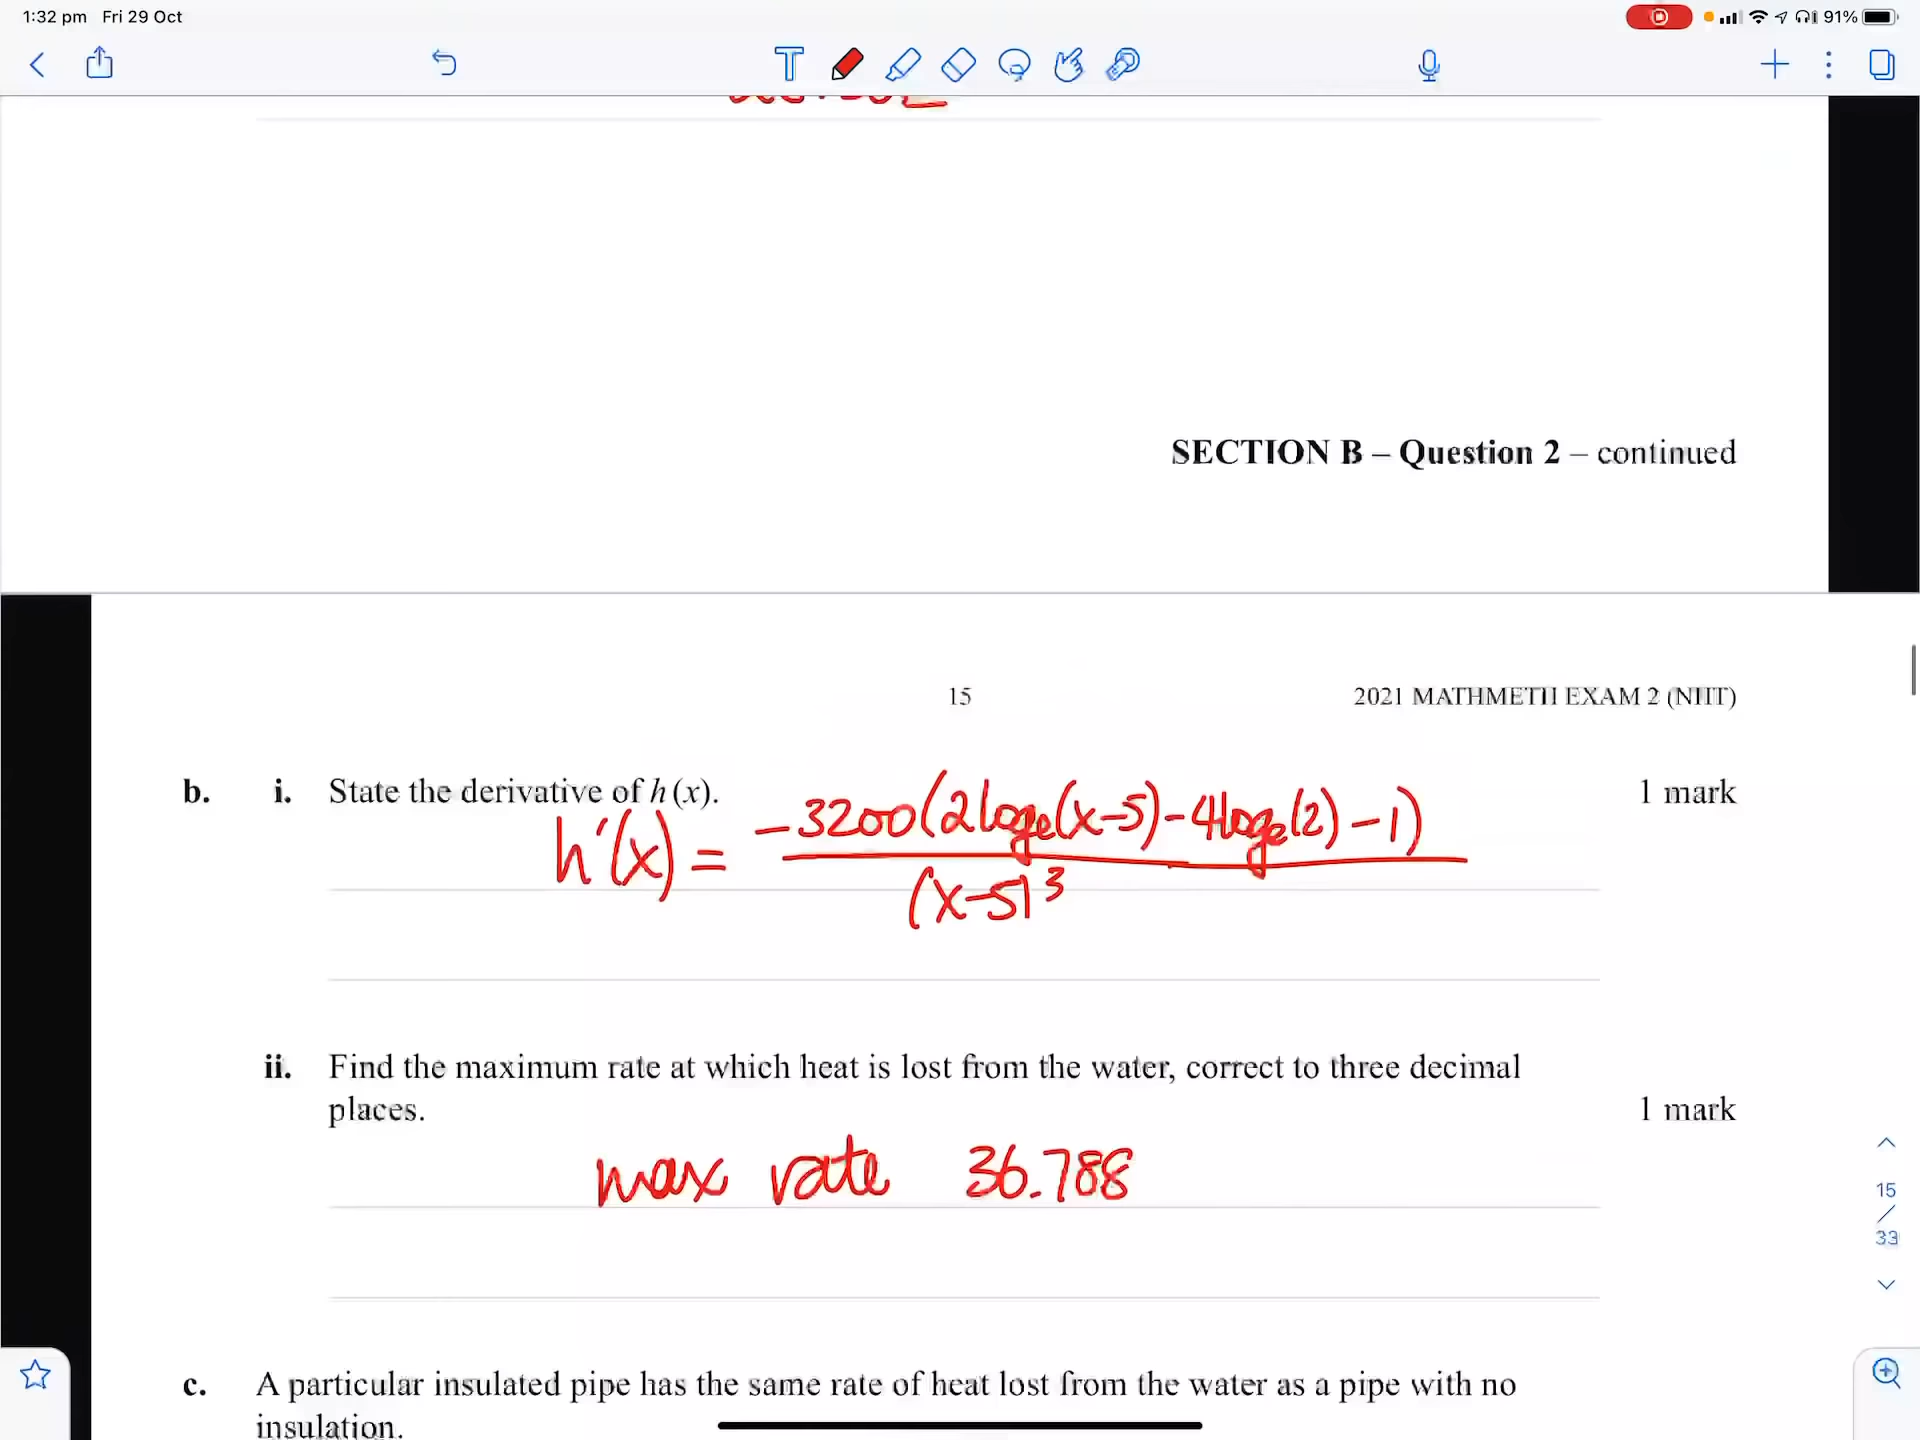 1:32 pm Fri 29 Oct
91%
SECTION B – Question 2 – continued
15
2021 MATHMETH EXAM 2 (NHT)
b. i. State the derivative of h(x). 1 mark
h'(x) = -3200(2loge(x-5)-4loge(2)-1)
(x-5)³
ii. Find the maximum rate at which heat is lost from the water, correct to three decimal
places. 1 mark
max rate 36.788
15
/
33
c. A particular insulated pipe has the same rate of heat lost from the water as a pipe with no
insulation.